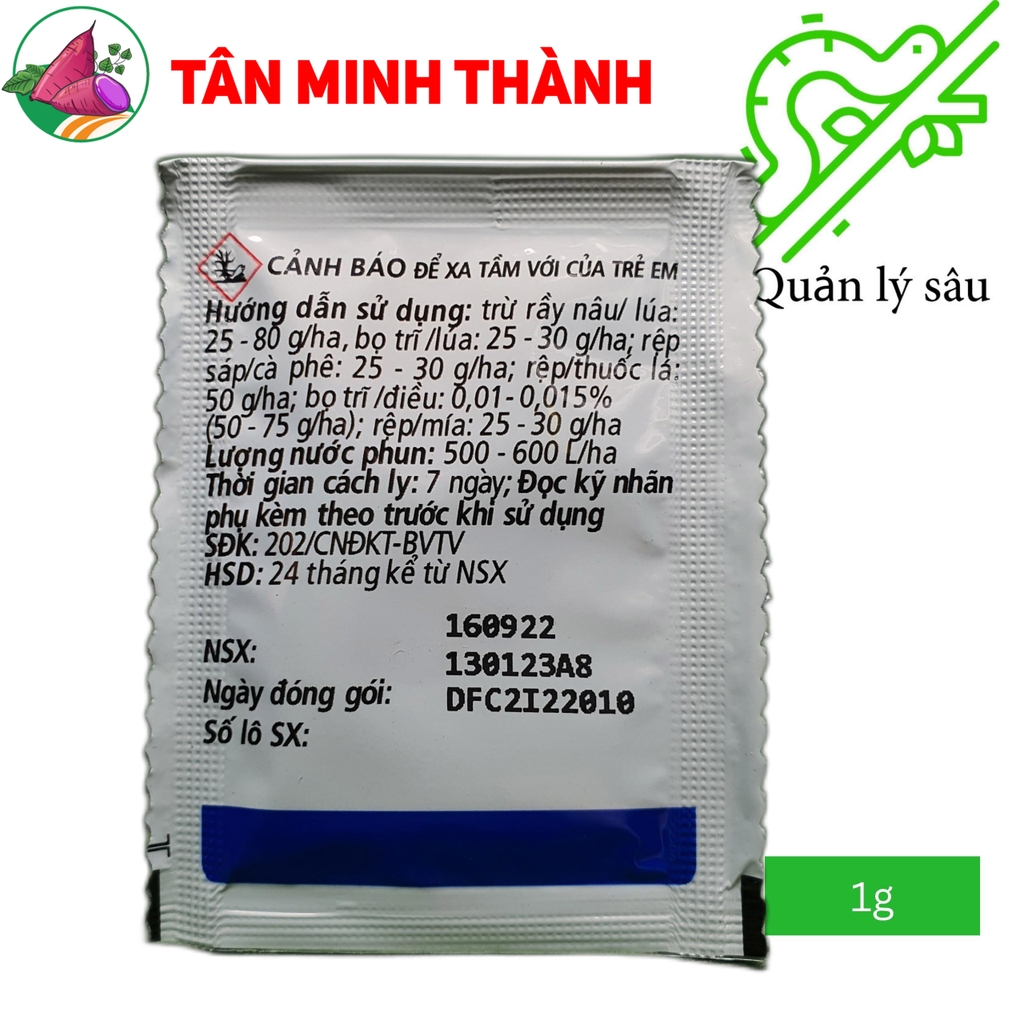 TÂN MINH THÀNH
Quản lý sâu
CẢNH BÁO ĐỂ XA TẦM VỚI CỦA TRẺ EM
Hướng dẫn sử dụng: trừ rầy nâu/ lúa:
25 - 80 g/ha, bọ trĩ /lúa: 25 - 30 g/ha; rệp
sáp/cà phê: 25 - 30 g/ha; rệp/thuốc lá:
50 g/ha; bọ trĩ /điều: 0,01 - 0,015%
(50 - 75 g/ha); rệp/mía: 25 - 30 g/ha
Lượng nước phun: 500 - 600 L/ha
Thời gian cách ly: 7 ngày; Đọc kỹ nhãn
phụ kèm theo trước khi sử dụng
SĐK: 202/CNĐKT-BVTV
HSD: 24 tháng kể từ NSX
160922
NSX:
130123A8
Ngày đóng gói:
DFC2I22010
Số lô SX:
1g